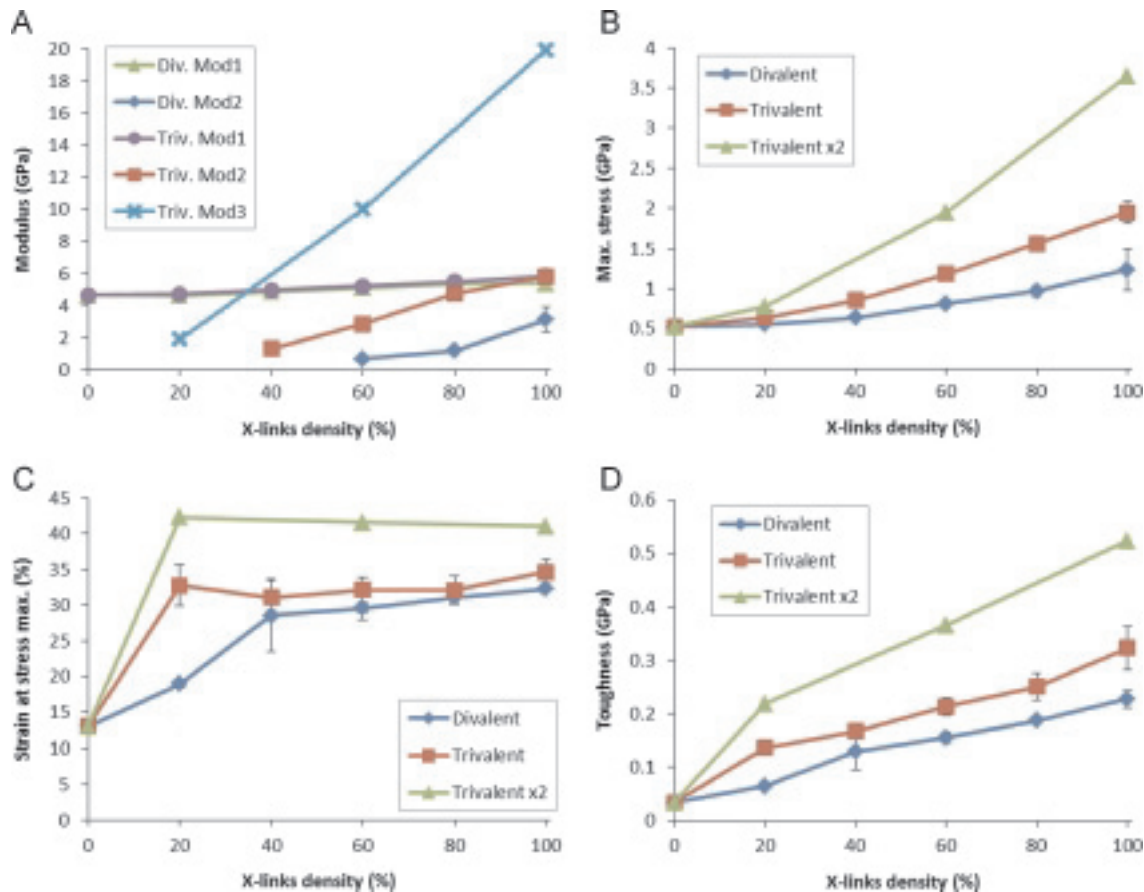 A
Modulus (GPa)
20
18
16
14
12
10
8
6
4
2
0
Div. Mod1
Div. Mod2
Triv. Mod1
Triv. Mod2
Triv. Mod3
0 20 40 60 80 100
X-links density (%)
B
Max. stress (GPa)
4
3.5
3
2.5
2
1.5
1
0.5
0
Divalent
Trivalent
Trivalent x2
0 20 40 60 80 100
X-links density (%)
C
Strain at stress max. (%)
45
40
35
30
25
20
15
10
5
0
Divalent
Trivalent
Trivalent x2
0 20 40 60 80 100
X-links density (%)
D
Toughness (GPa)
0.6
0.5
0.4
0.3
0.2
0.1
0
Divalent
Trivalent
Trivalent x2
0 20 40 60 80 100
X-links density (%)